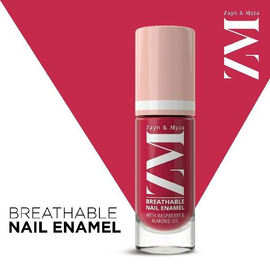 Zayn & Myza
ZM
Zayn & Myza
ZM
BREATHABLE
NAIL ENAMEL
WITH RASPBERRY &
ALMOND OIL
BREATHABLE
NAIL ENAMEL